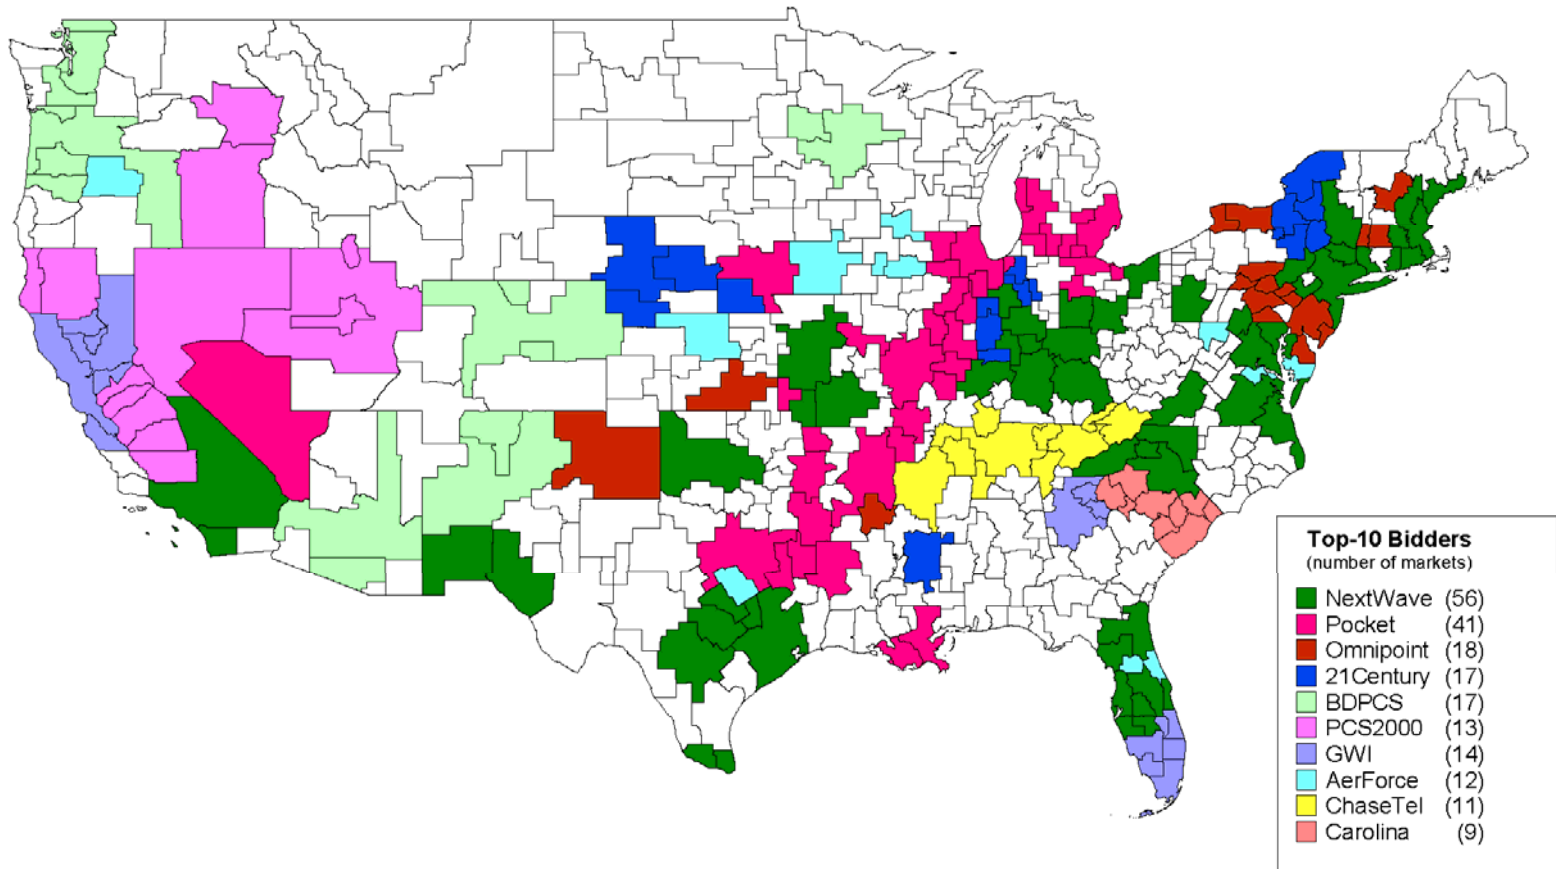 Top-10 Bidders
(number of markets)
NextWave (56)
Pocket (41)
Omnipoint (18)
21Century (17)
BDPCS (17)
PCS2000 (13)
GWI (14)
AerForce (12)
ChaseTel (11)
Carolina (9)